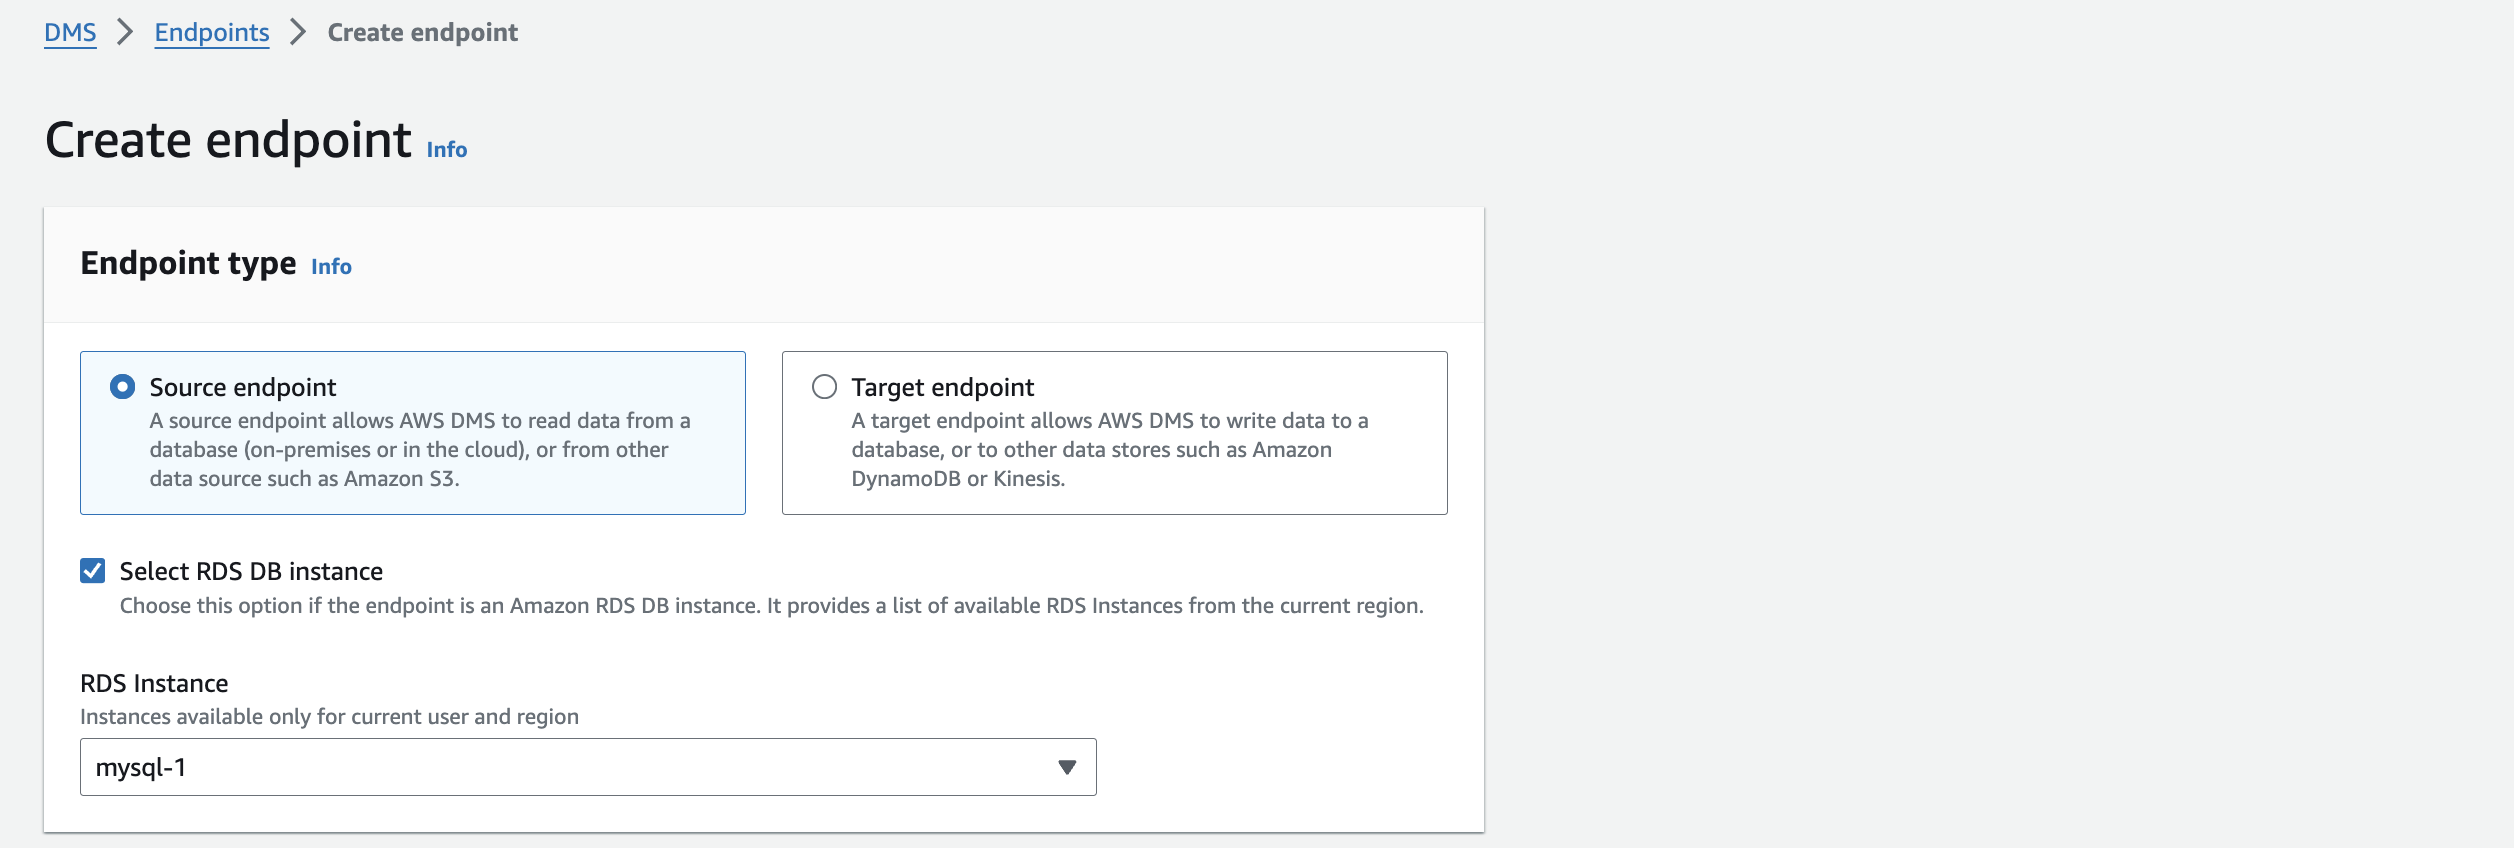 DMS > Endpoints > Create endpoint
Create endpoint Info
Endpoint type Info
Source endpoint
A source endpoint allows AWS DMS to read data from a
database (on-premises or in the cloud), or from other
data source such as Amazon S3.
Target endpoint
A target endpoint allows AWS DMS to write data to a
database, or to other data stores such as Amazon
DynamoDB or Kinesis.
Select RDS DB instance
Choose this option if the endpoint is an Amazon RDS DB instance. It provides a list of available RDS Instances from the current region.
RDS Instance
Instances available only for current user and region
mysql-1